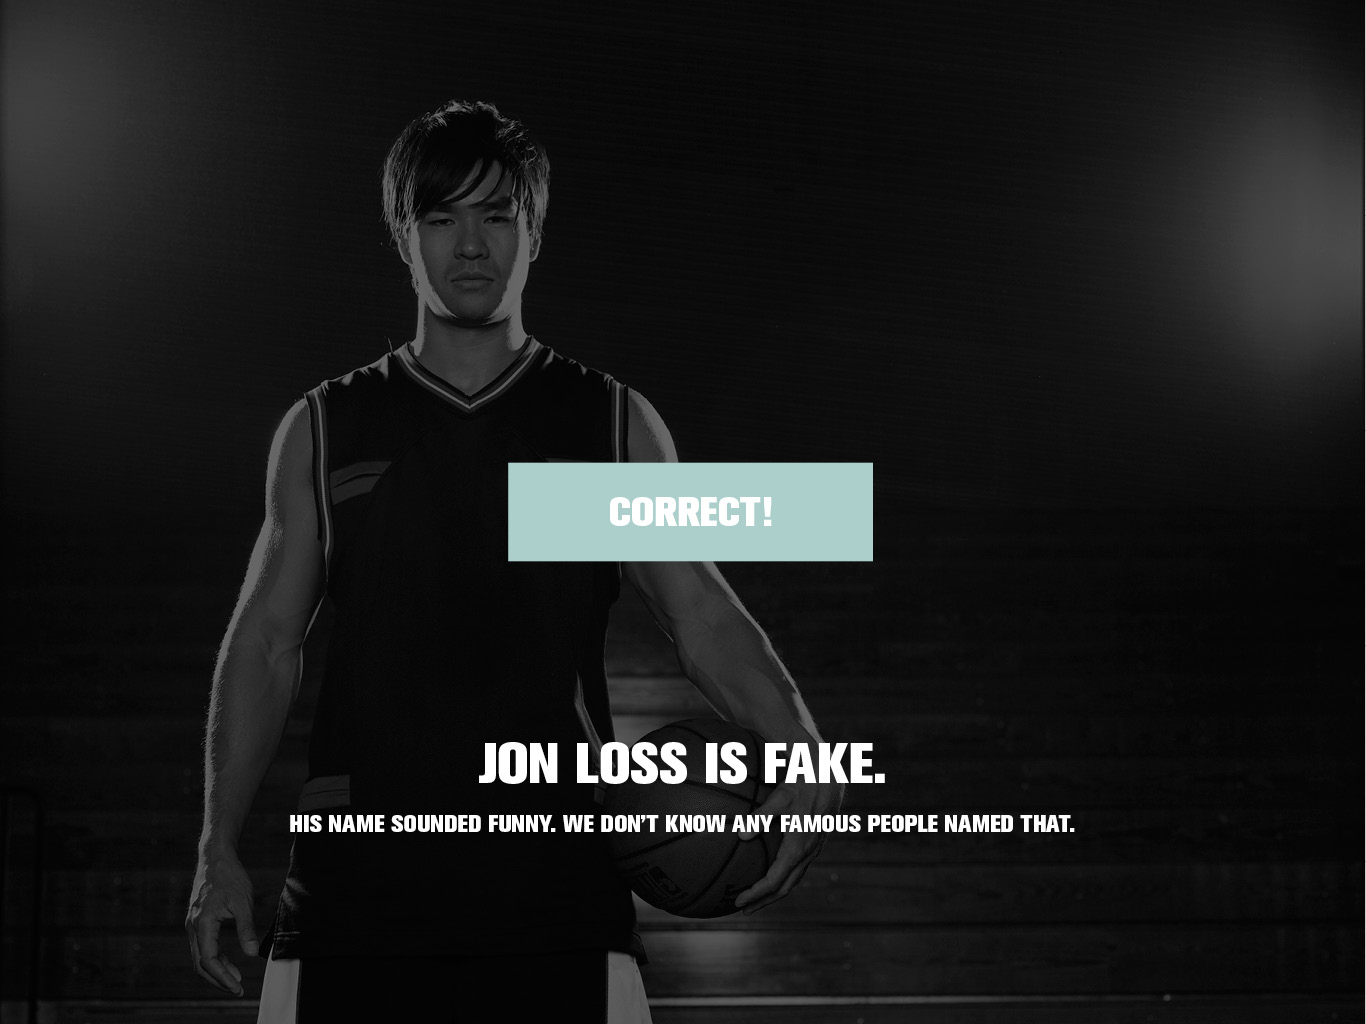 CORRECT!
JON LOSS IS FAKE.
HIS NAME SOUNDED FUNNY. WE DON'T KNOW ANY FAMOUS PEOPLE NAMED THAT.